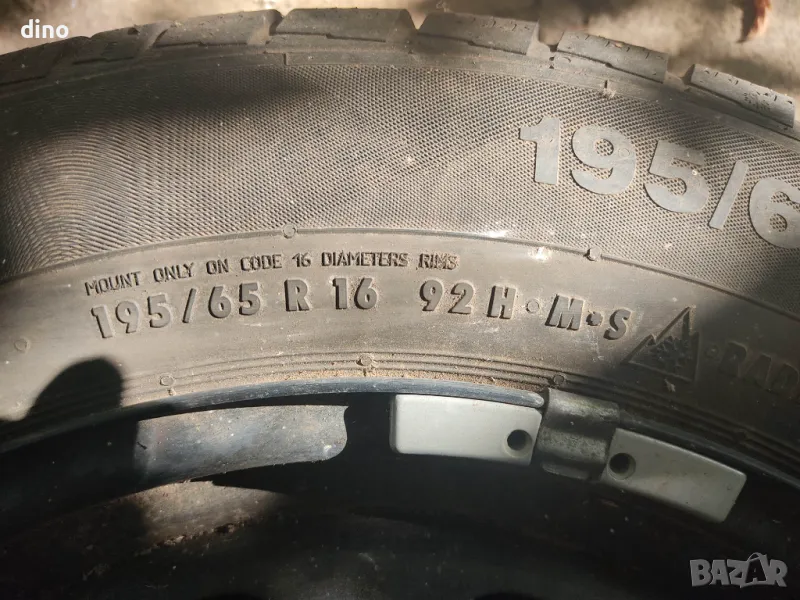 dino
195/6
MOUNT ONLY ON CODE 16 DIAMETERS RIMS
195/65 R 16 92 H·M·S
BAZAR